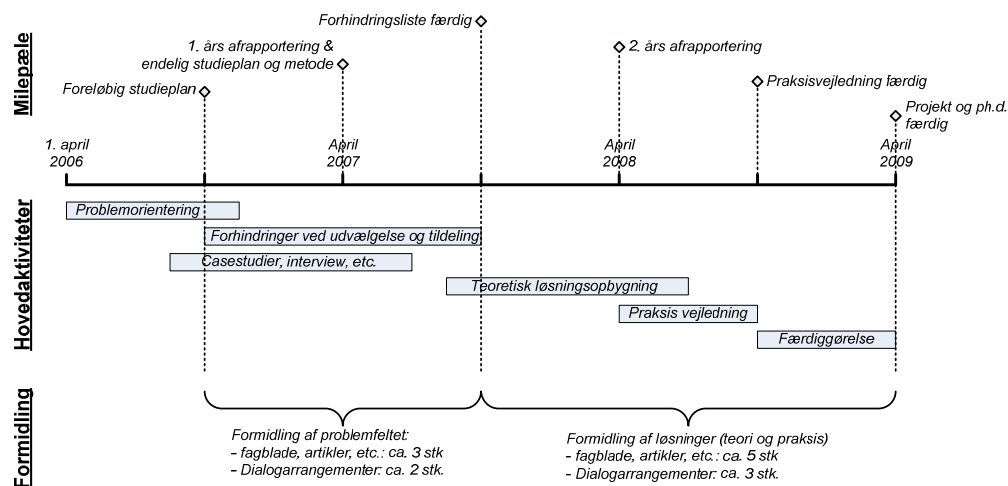 Milepæle
Forhindringsliste færdig
1. års afrapportering &
endelig studieplan og metode
2. års afrapportering
Foreløbig studieplan
Praksisvejledning færdig
Projekt og ph.d.
færdig
1. april
2006
April
2007
April
2008
April
2009
Hovedaktiviteter
Problemorientering
Forhindringer ved udvælgelse og tildeling
Casestudier, interview, etc.
Teoretisk løsningsopbygning
Praksis vejledning
Færdiggørelse
Formidling
Formidling af problemfeltet:
- fagblade, artikler, etc.: ca. 3 stk
- Dialogarrangementer: ca. 2 stk.
Formidling af løsninger (teori og praksis)
- fagblade, artikler, etc.: ca. 5 stk
- Dialogarrangementer: ca. 3 stk.